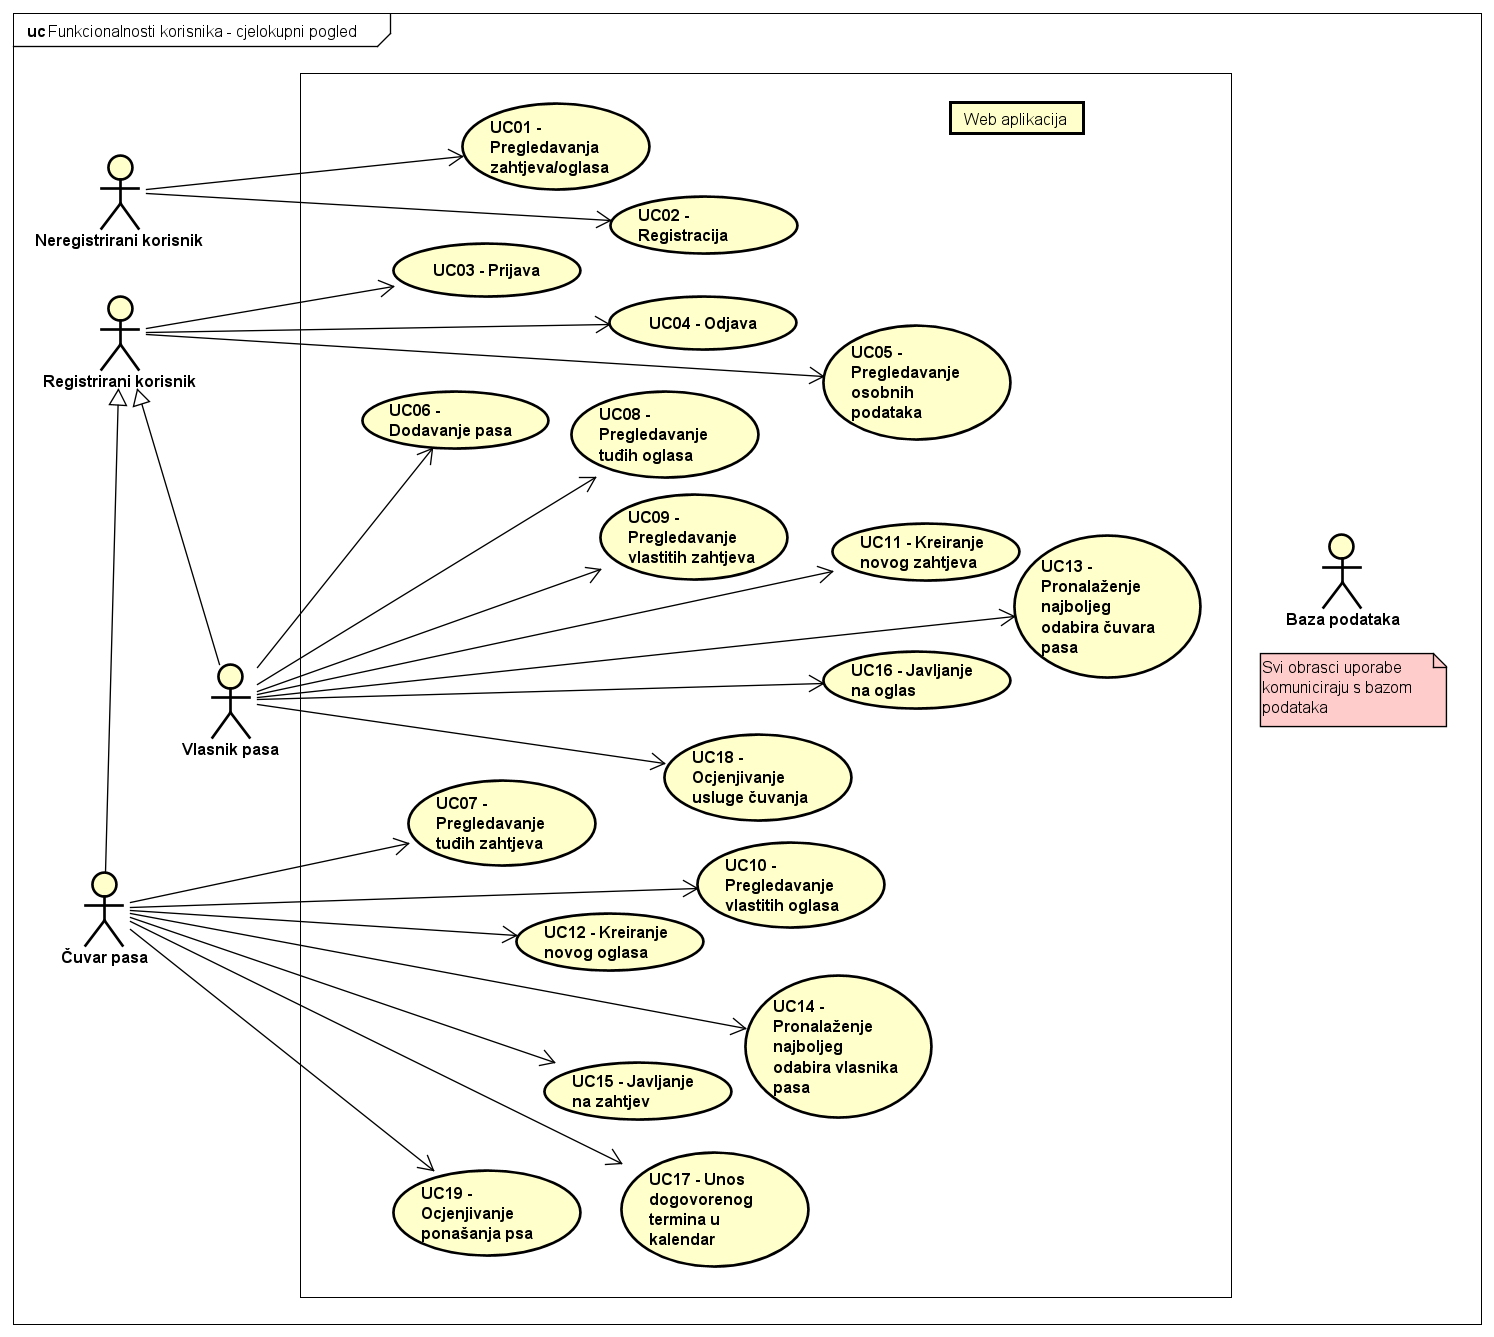 uc Funkcionalnosti korisnika - cjelokupni pogled
Web aplikacija
UC01 -
Pregledavanja
zahtjeva/oglasa
Neregistrirani korisnik
UC02 -
Registracija
UC03 - Prijava
UC04 - Odjava
Registrirani korisnik
UC05 -
Pregledavanje
osobnih
podataka
UC06 -
Dodavanje pasa
UC08 -
Pregledavanje
tuđih oglasa
UC09 -
Pregledavanje
vlastitih zahtjeva
UC11 - Kreiranje
novog zahtjeva
UC13 -
Pronalaženje
najboljeg
odabira čuvara
pasa
Baza podataka
Svi obrasci uporabe
komuniciraju s bazom
podataka
UC16 - Javljanje
na oglas
Vlasnik pasa
UC18 -
Ocjenjivanje
usluge čuvanja
UC07 -
Pregledavanje
tuđih zahtjeva
UC10 -
Pregledavanje
vlastitih oglasa
UC12 - Kreiranje
novog oglasa
Čuvar pasa
UC14 -
Pronalaženje
najboljeg
odabira vlasnika
pasa
UC15 - Javljanje
na zahtjev
UC17 - Unos
dogovorenog
termina u
kalendar
UC19 -
Ocjenjivanje
ponašanja psa